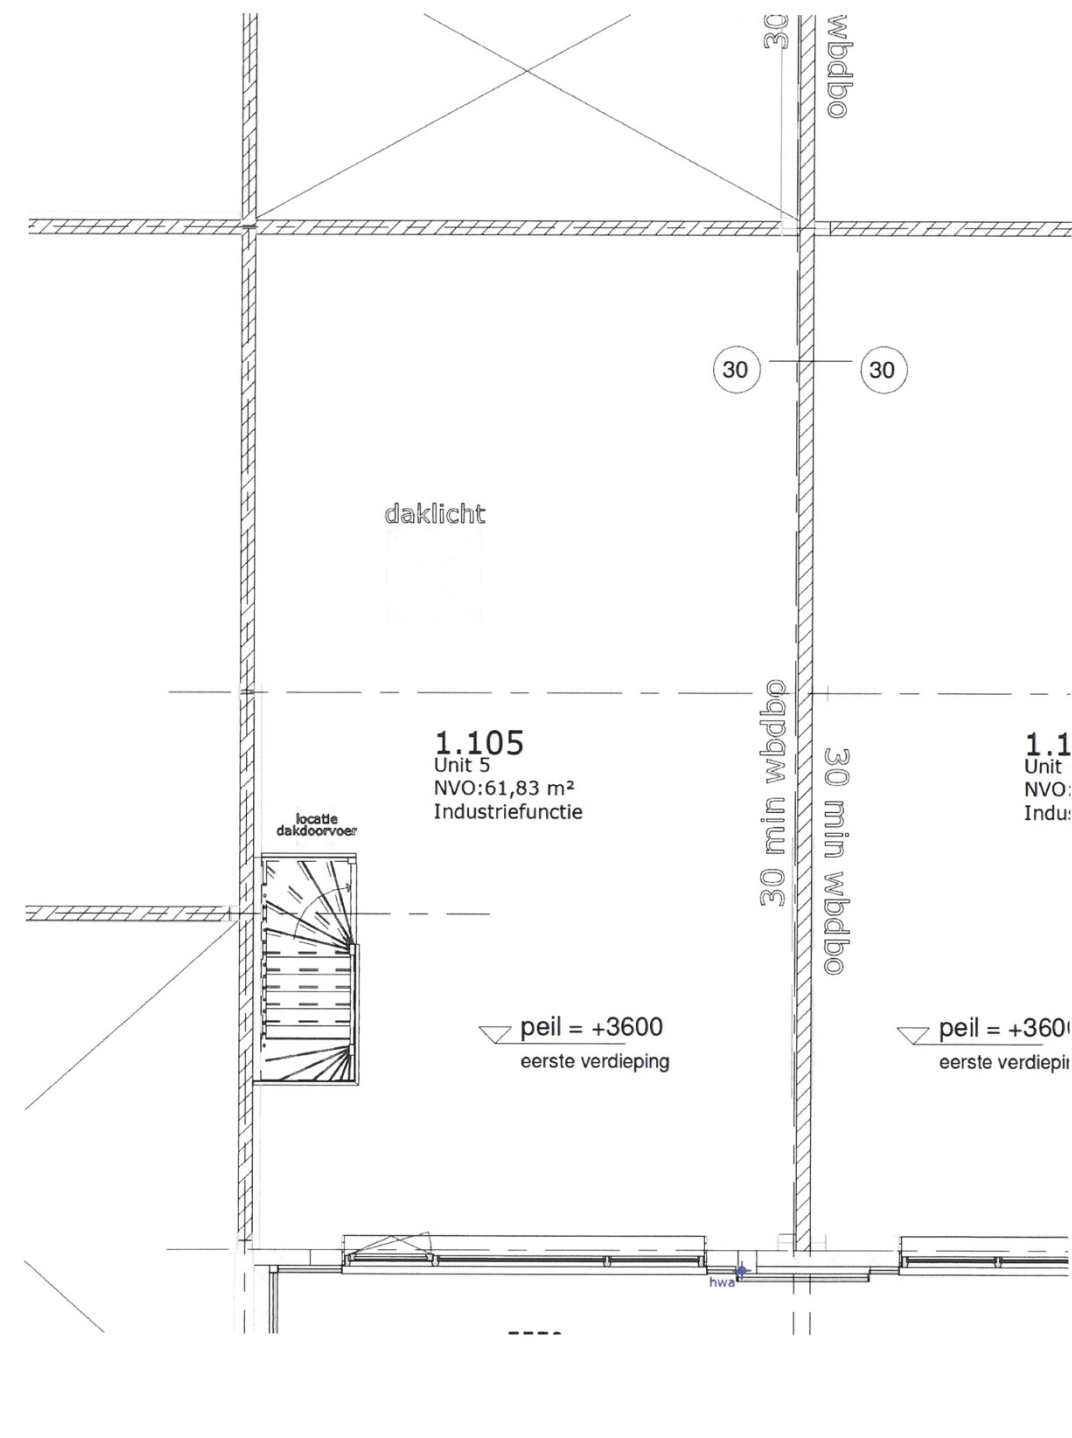 30
wbdbo
30
30
daklicht
30 min wbdbo
30 min wbdbo
1.105
Unit 5
NVO:61,83 m²
Industriefunctie
1.1
Unit
NVO:
Indu
locatie
dakdoorvoer
peil = +3600
eerste verdieping
peil = +360
eerste verdiepi
hwa